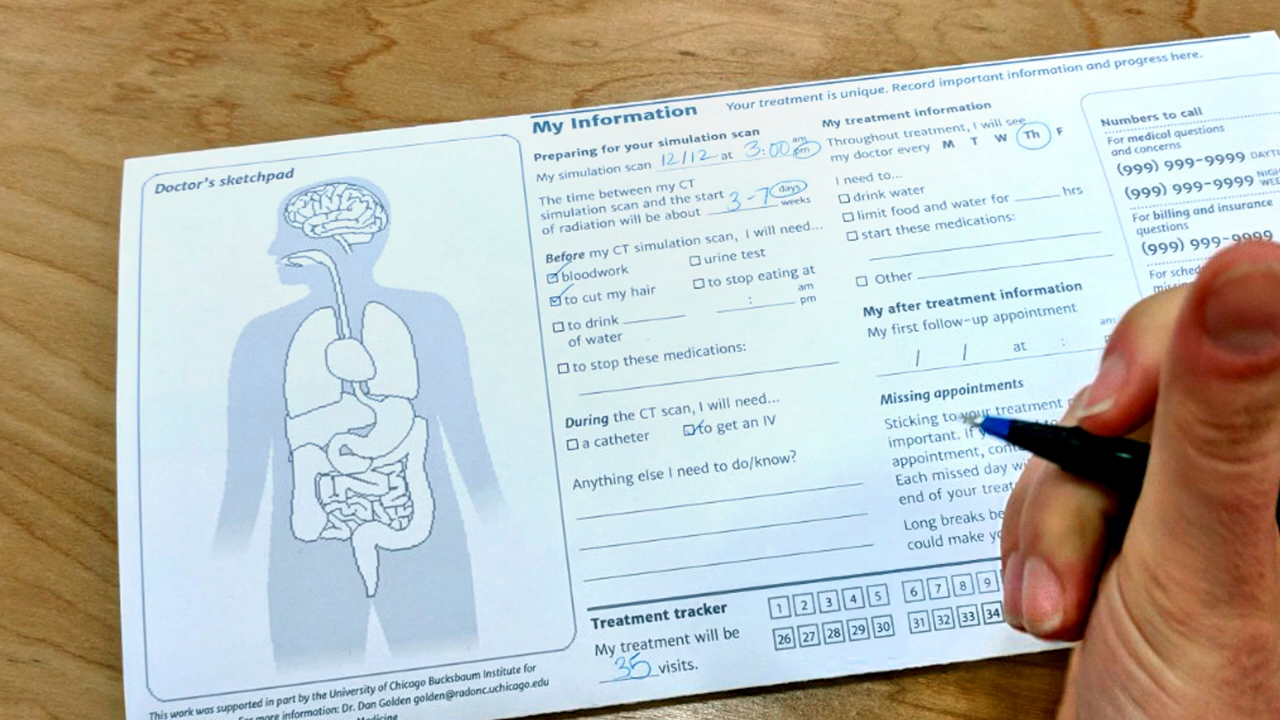 Doctor's sketchpad
This work was supported in part by the University of Chicago Bucksbaum Institute for
more information: Dr. Dan Golden golden@radonc.uchicago.edu
Medicine
My Information
Your treatment is unique. Record important information and progress here.
Preparing for your simulation scan
My simulation scan 12/12 at 3:00 am
pm
The time between my CT
simulation scan and the start
of radiation will be about 3-7 days
weeks
Before my CT simulation scan, I will need...
bloodwork
urine test
to cut my hair
to stop eating at
: am
pm
to drink
of water
to stop these medications:
During the CT scan, I will need...
a catheter
to get an IV
Anything else I need to do/know?
My treatment information
Throughout treatment, I will see
my doctor every M T W Th F
I need to...
drink water
limit food and water for hrs
start these medications:
Other
My after treatment information
My first follow-up appointment
/ / at : am
Missing appointments
Sticking to your treatment
important. If
appointment,
Each missed day
end of your
Long breaks
could make
Numbers to call
For medical questions
and concerns
(999) 999-9999
(999) 999-9999
For billing and insurance
questions
(999) 999-9999
For
Treatment tracker
My treatment will be
35 visits.
1 2 3 4 5 6 7 8 9
26 27 28 29 30 31 32 33 34